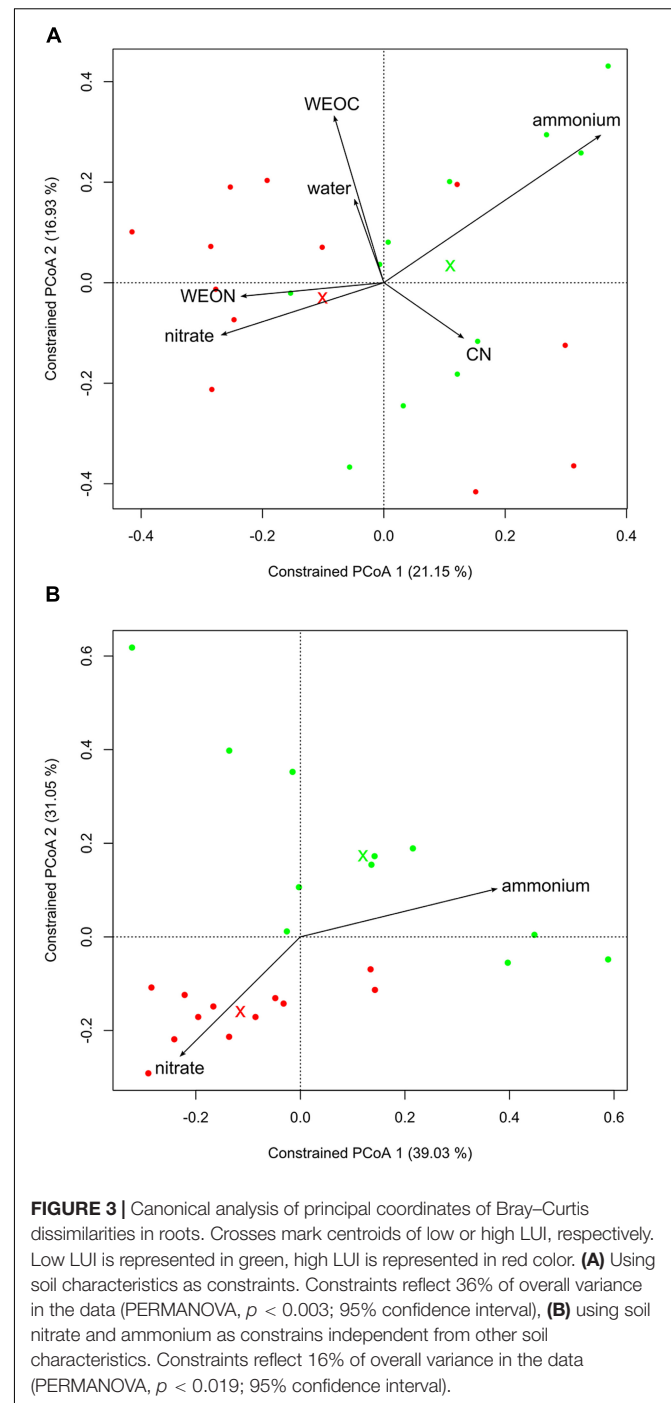 A
Constrained PCoA 2 (16.93 %)
0.4
0.2
0.0
-0.2
-0.4
WEOC
ammonium
water
X
WEON
X
nitrate
CN
-0.4
-0.2
0.0
0.2
0.4
Constrained PCoA 1 (21.15 %)
B
Constrained PCoA 2 (31.05 %)
0.6
0.4
0.2
0.0
-0.2
X
ammonium
X
nitrate
-0.2
0.0
0.2
0.4
0.6
Constrained PCoA 1 (39.03 %)
FIGURE 3 | Canonical analysis of principal coordinates of Bray–Curtis
dissimilarities in roots. Crosses mark centroids of low or high LUI, respectively.
Low LUI is represented in green, high LUI is represented in red color. (A) Using
soil characteristics as constraints. Constraints reflect 36% of overall variance
in the data (PERMANOVA, p < 0.003; 95% confidence interval), (B) using soil
nitrate and ammonium as constrains independent from other soil
characteristics. Constraints reflect 16% of overall variance in the data
(PERMANOVA, p < 0.019; 95% confidence interval).